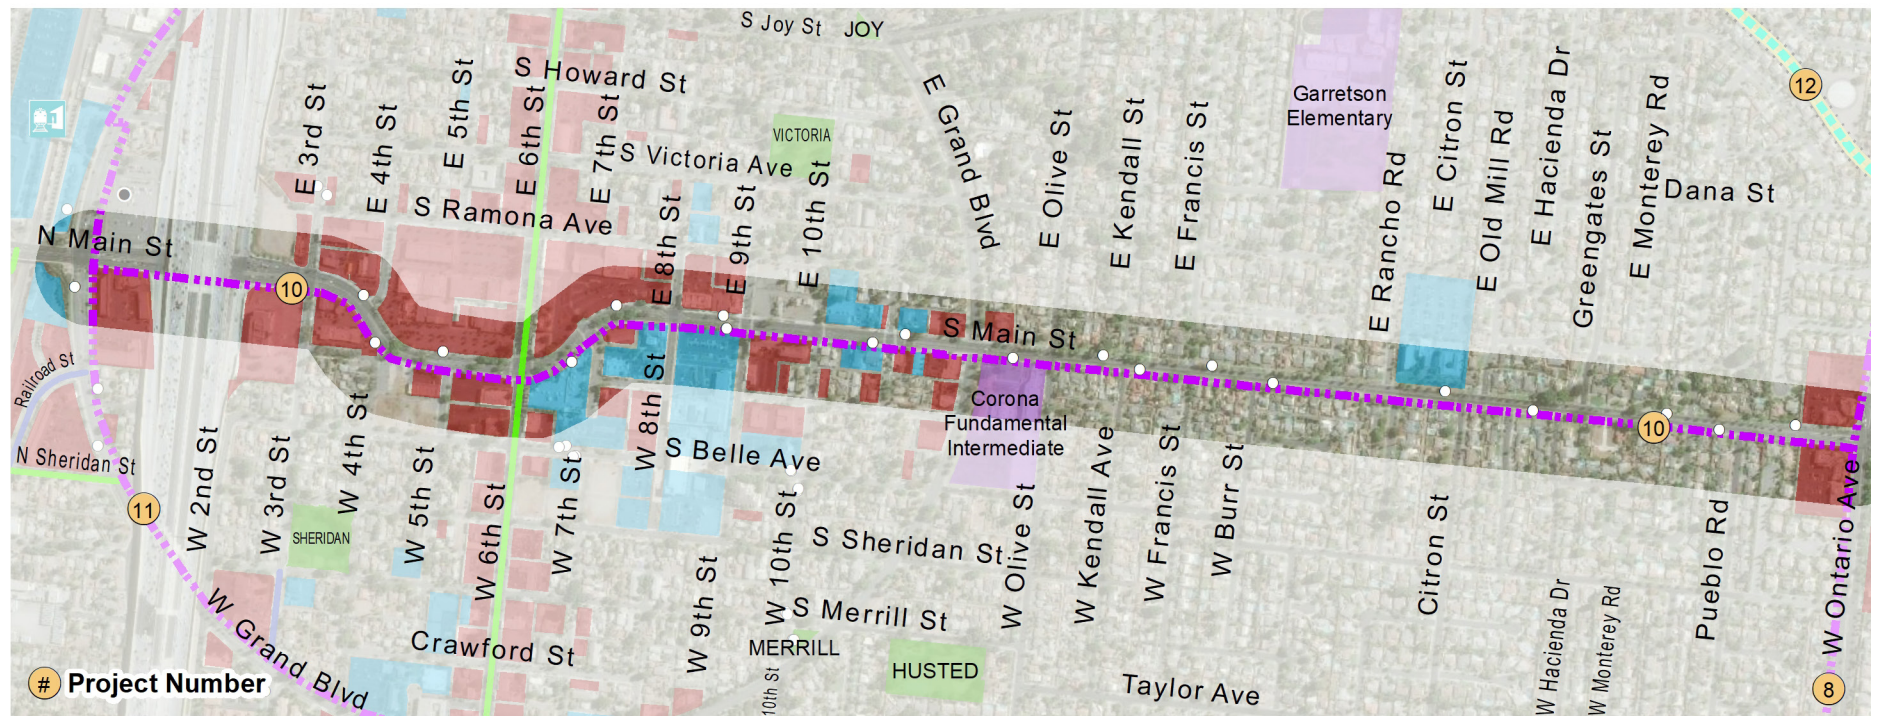 S Joy St
JOY
S Howard St
E 3rd St
E 4th St
E 5th St
E 6th St
E 7th St
S Victoria Ave
VICTORIA
E Grand Blvd
E Olive St
E Kendall St
E Francis St
Garretson
Elementary
E Rancho Rd
E Citron St
E Old Mill Rd
E Hacienda Dr
Greengates St
E Monterey Rd
Dana St
12
S Ramona Ave
E 8th St
E 9th St
E 10th St
N Main St
10
S Main St
Railroad St
N Sheridan St
11
W 2nd St
W 3rd St
W 4th St
W 5th St
W 6th St
W 7th St
W 8th St
S Belle Ave
Corona
Fundamental
Intermediate
10
SHERIDAN
W 9th St
W 10th St
S Sheridan St
W Olive St
W Kendall Ave
W Francis St
W Burr St
Citron St
Pueblo Rd
W Ontario Ave
W Grand Blvd
Crawford St
S Merrill St
MERRILL
10th St
HUSTED
Taylor Ave
W Hacienda Dr
W Monterey Rd
8
# Project Number